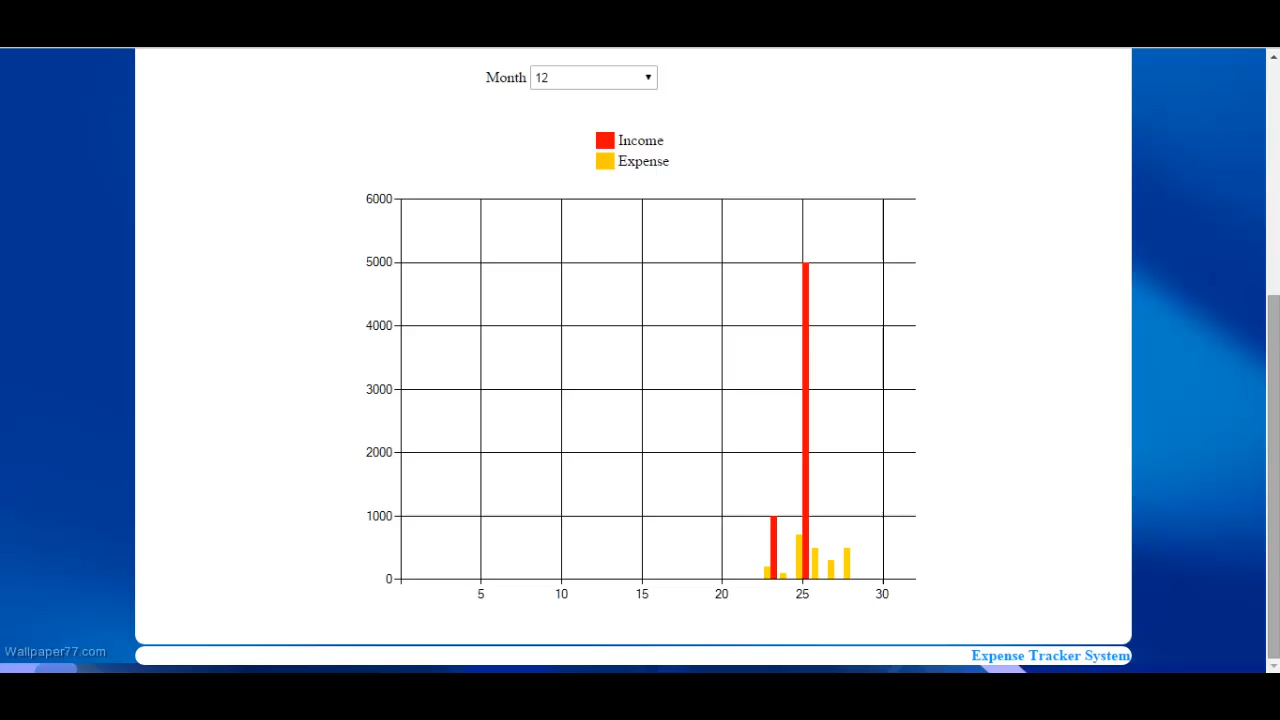 Month 12
Income
Expense
6000
5000
4000
3000
2000
1000
0
5 10 15 20 25 30
Wallpaper77.com
Expense Tracker System